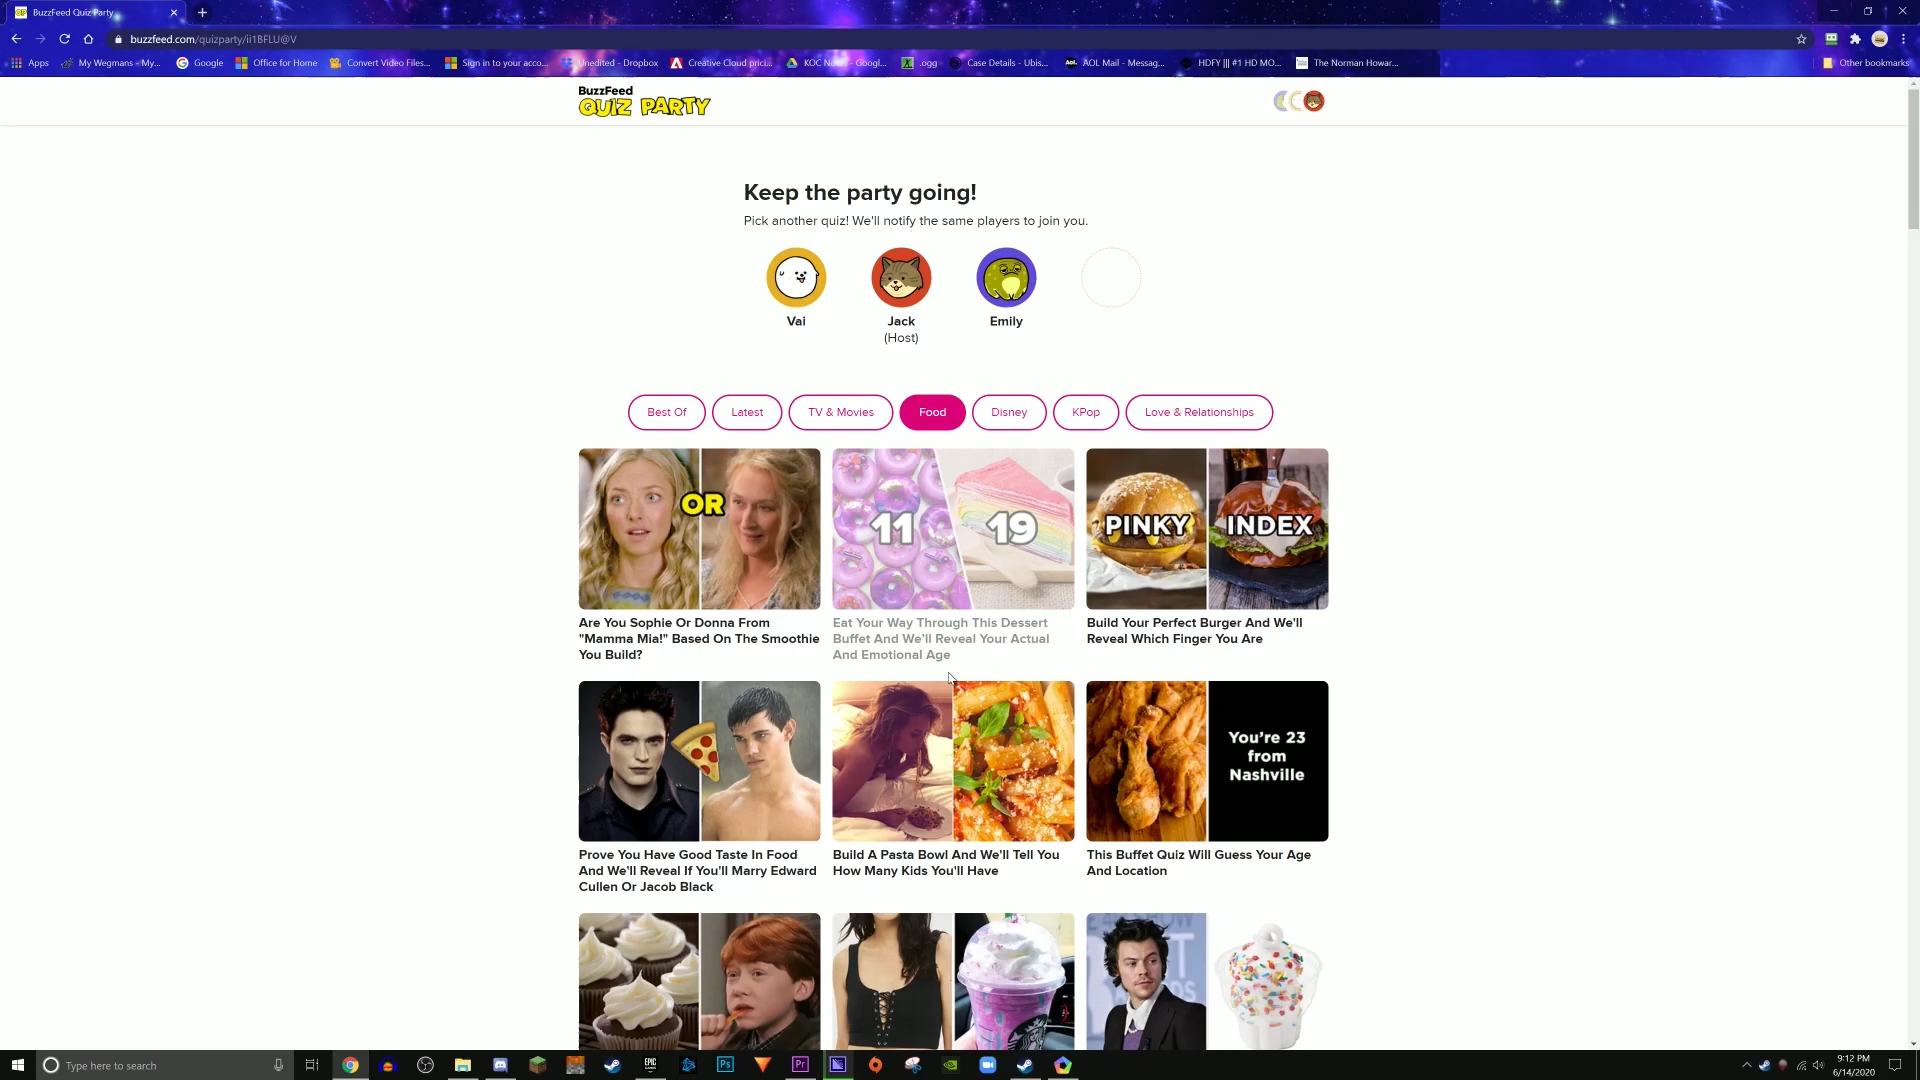 BuzzFeed Quiz Party
buzzfeed.com/quizparty/ii1BFLU@V
Apps My Wegmans - My... Google Office for Home Convert Video Files... Sign in to your acco... Unedited - Dropbox Creative Cloud prici... KOC No - Googl... .ogg Case Details - Ubis... AOL Mail - Messag... HDFY ||| #1 HD MO... The Norman Howar... Other bookmarks
BuzzFeed
QUIZ PARTY
Keep the party going!
Pick another quiz! We'll notify the same players to join you.
Vai Jack Emily
(Host)
Best Of Latest TV & Movies Food Disney KPop Love & Relationships
OR 11 19 PINKY INDEX
Are You Sophie Or Donna From
"Mamma Mia!" Based On The Smoothie
You Build?
Eat Your Way Through This Dessert
Buffet And We'll Reveal Your Actual
And Emotional Age
Build Your Perfect Burger And We'll
Reveal Which Finger You Are
You're 23
from
Nashville
Prove You Have Good Taste In Food
And We'll Reveal If You'll Marry Edward
Cullen Or Jacob Black
Build A Pasta Bowl And We'll Tell You
How Many Kids You'll Have
This Buffet Quiz Will Guess Your Age
And Location
Type here to search
EPIC GAMES
Ps
Pr
9:12 PM
6/14/2020